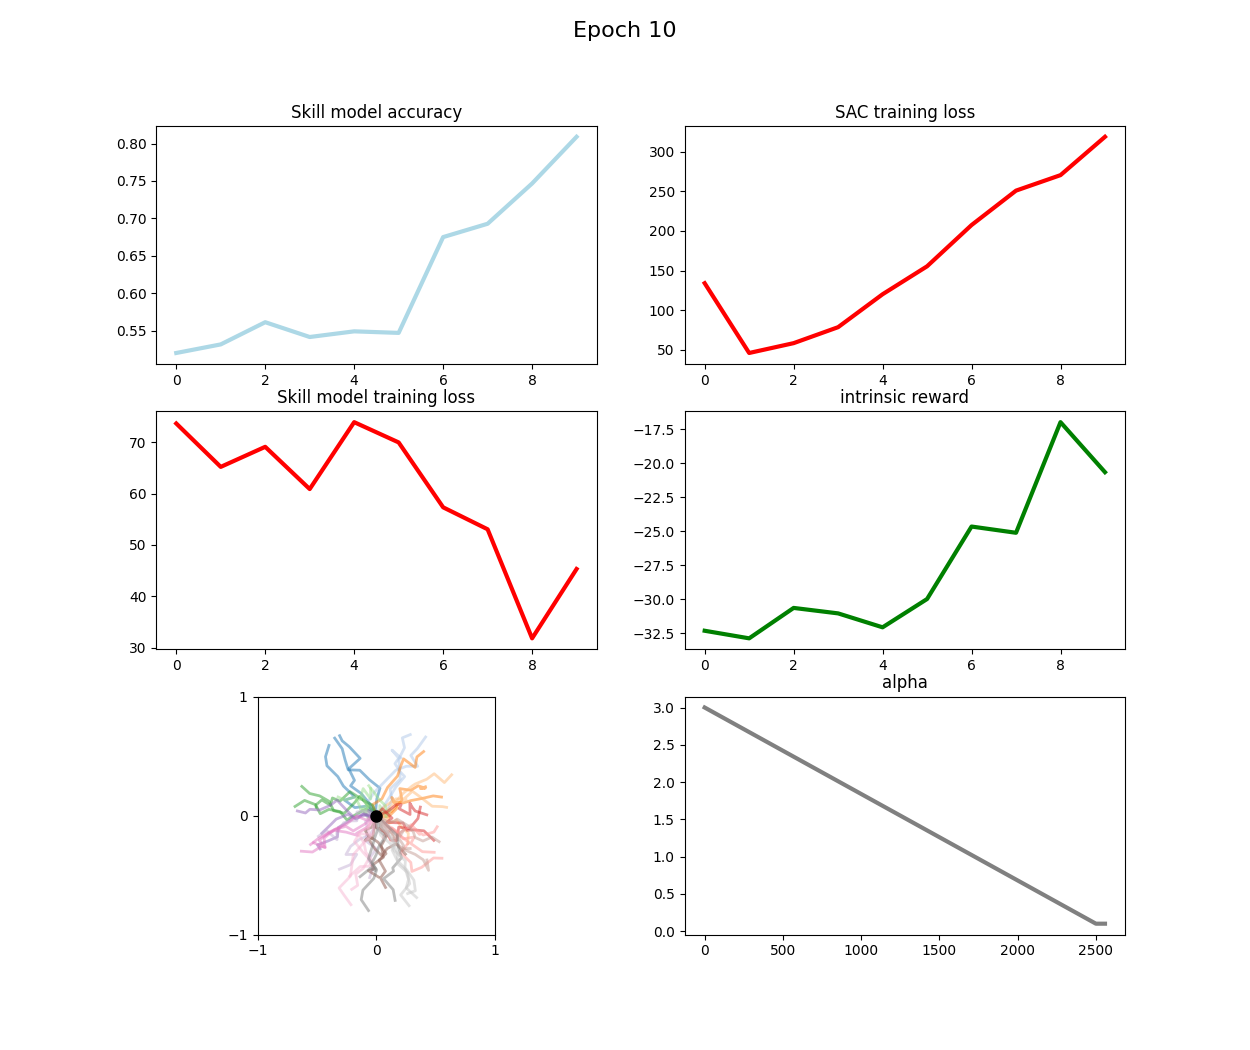 Epoch 10
Skill model accuracy
0.80
0.75
0.70
0.65
0.60
0.55
0 2 4 6 8
SAC training loss
300
250
200
150
100
50
0 2 4 6 8
Skill model training loss
70
60
50
40
30
0 2 4 6 8
intrinsic reward
−17.5
−20.0
−22.5
−25.0
−27.5
−30.0
−32.5
0 2 4 6 8
1
0
−1
−1 0 1
alpha
3.0
2.5
2.0
1.5
1.0
0.5
0.0
0 500 1000 1500 2000 2500